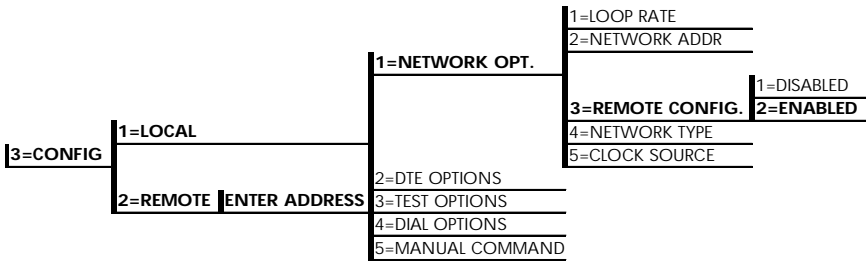 1=LOOP RATE
2=NETWORK ADDR
1=NETWORK OPT.
1=DISABLED
3=REMOTE CONFIG. 2=ENABLED
1=LOCAL
4=NETWORK TYPE
3=CONFIG
5=CLOCK SOURCE
2=DTE OPTIONS
2=REMOTE ENTER ADDRESS 3=TEST OPTIONS
4=DIAL OPTIONS
5=MANUAL COMMAND